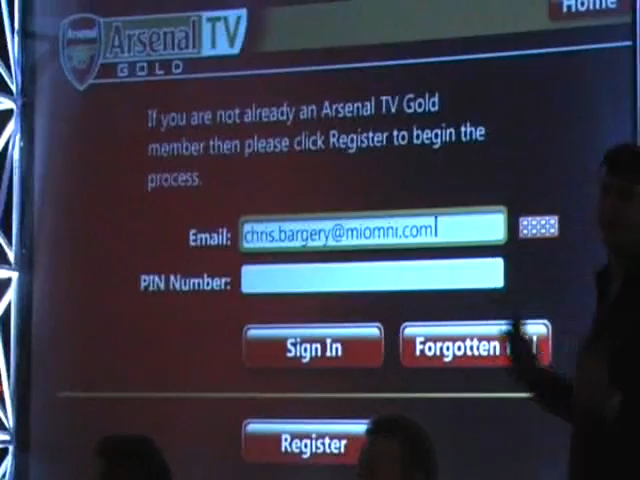 Home
Arsenal
Arsenal TV
GOLD
If you are not already an Arsenal TV Gold
member then please click Register to begin the
process.
Email: chris.bargery@miomni.com
PIN Number:
Sign In
Forgotten
Register